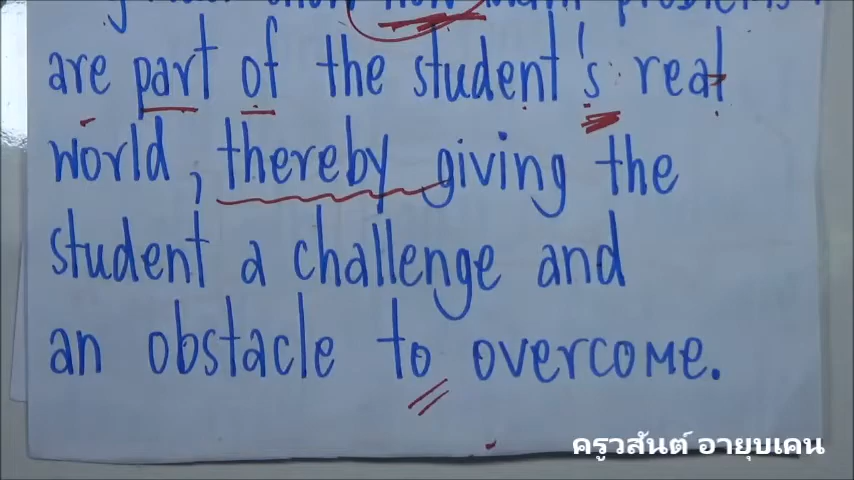 are part of the student's real
world, thereby giving the
student a challenge and
an obstacle to overcome.
ครูวสันต์ อายุบเคน